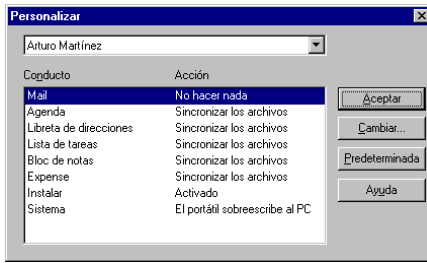 Personalizar
Arturo Martínez
Conducto Acción
Mail No hacer nada
Agenda Sincronizar los archivos
Libreta de direcciones Sincronizar los archivos
Lista de tareas Sincronizar los archivos
Bloc de notas Sincronizar los archivos
Expense Sincronizar los archivos
Instalar Activado
Sistema El portátil sobreescribe al PC
Aceptar
Cambiar...
Predeterminada
Ayuda